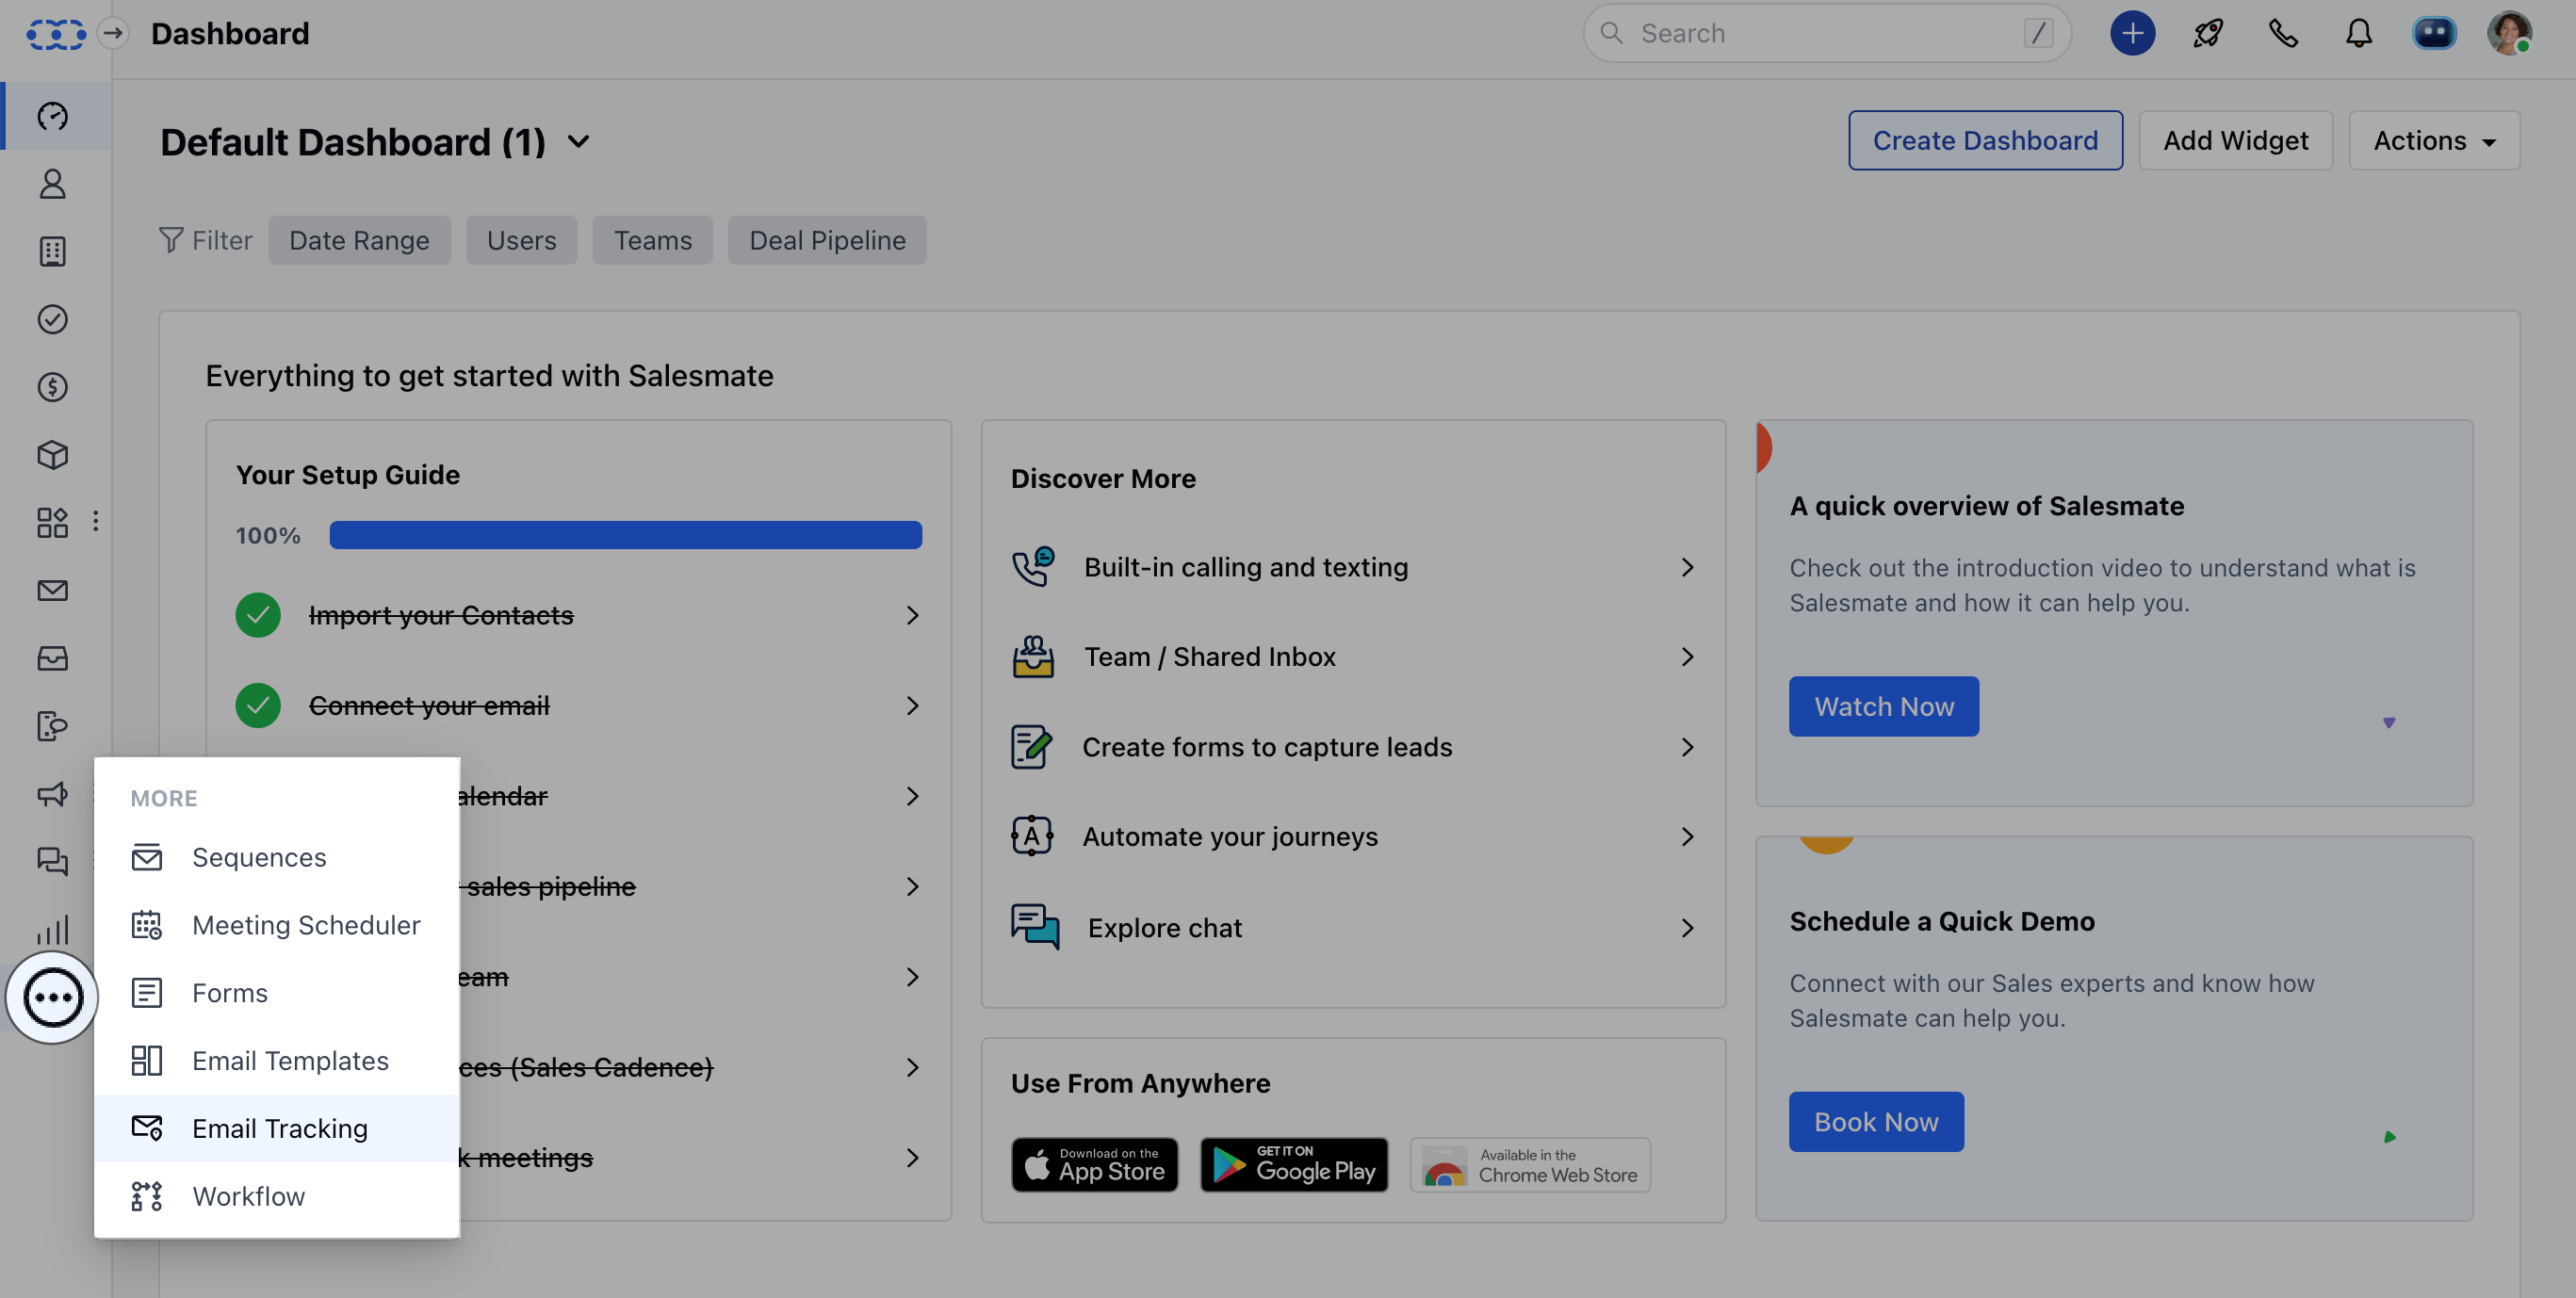 Dashboard
Search
/
Default Dashboard (1)
Create Dashboard
Add Widget
Actions
Filter
Date Range
Users
Teams
Deal Pipeline
Everything to get started with Salesmate
Your Setup Guide
100%
Import your Contacts
Connect your email
alendar
sales pipeline
eam
ces (Sales Cadence)
k meetings
MORE
Sequences
Meeting Scheduler
Forms
Email Templates
Email Tracking
Workflow
Discover More
Built-in calling and texting
Team / Shared Inbox
Create forms to capture leads
A
Automate your journeys
Explore chat
Use From Anywhere
Download on the
App Store
GET IT ON
Google Play
Available in the
Chrome Web Store
A quick overview of Salesmate
Check out the introduction video to understand what is
Salesmate and how it can help you.
Watch Now
Schedule a Quick Demo
Connect with our Sales experts and know how
Salesmate can help you.
Book Now